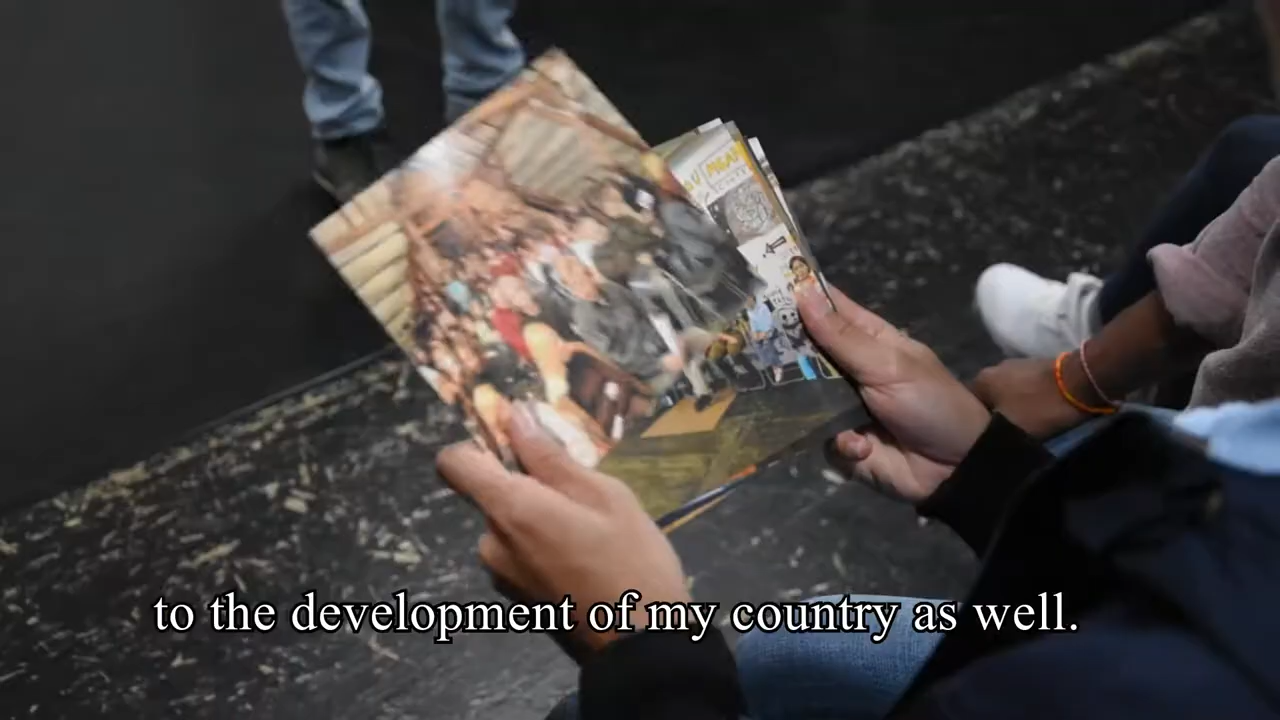 to the development of my country as well.